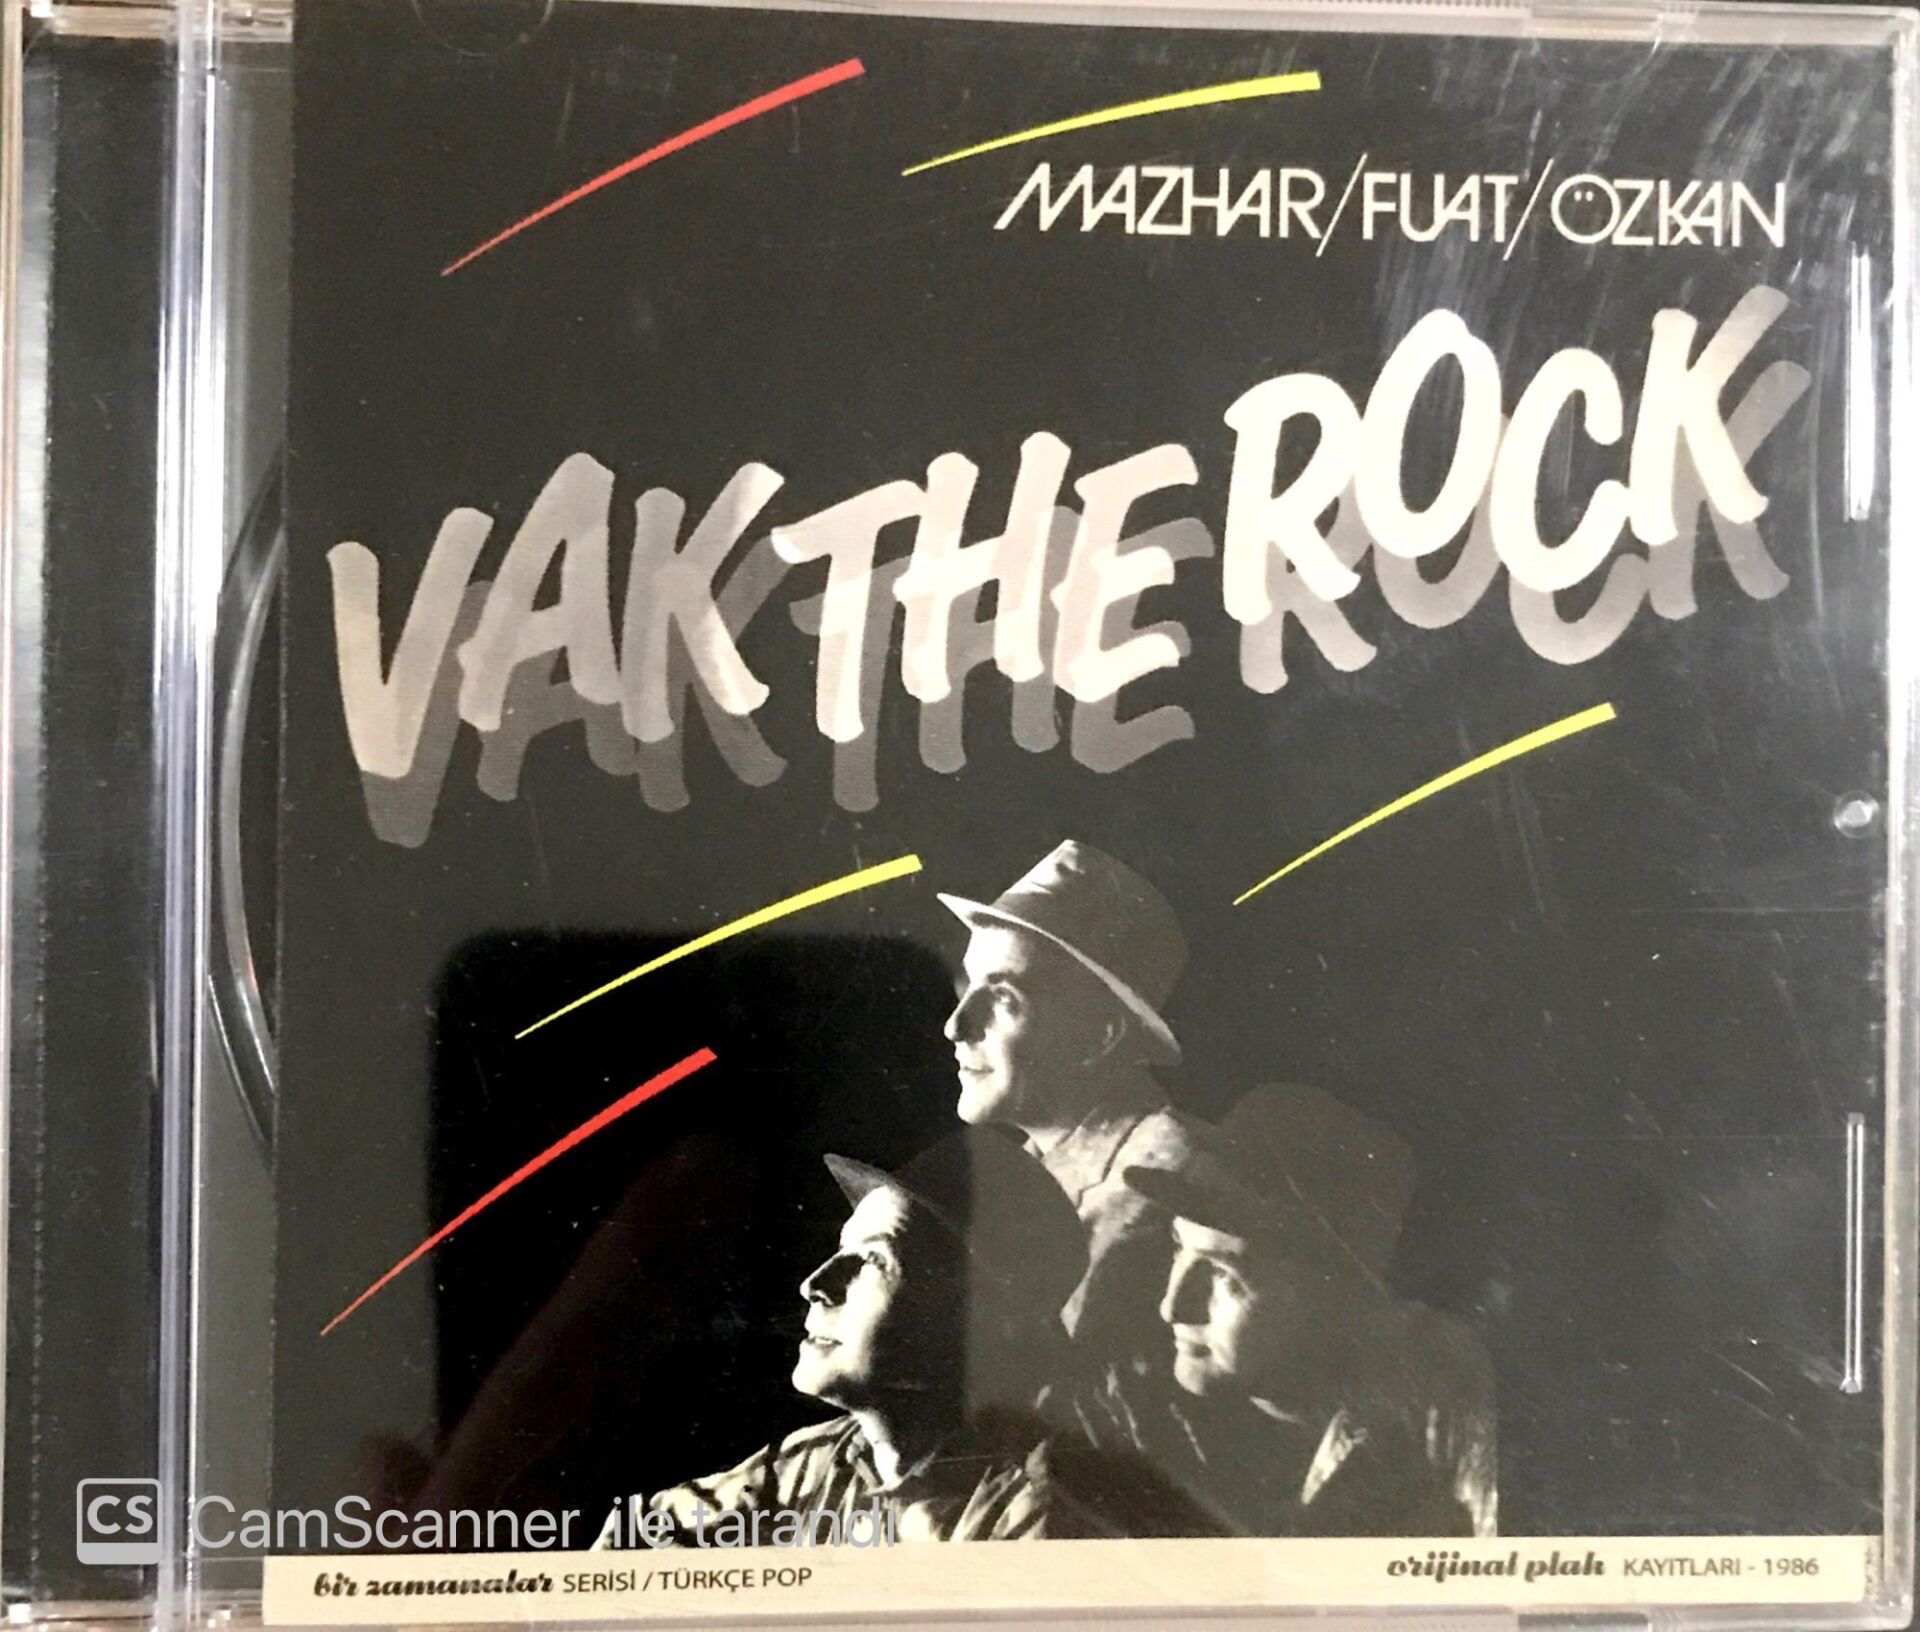 MAZHAR/FUAT/ÖZKAN
VAK THE ROCK
CS CamScanner ile tarandı
bir zamanalar SERİSİ / TÜRKÇE POP
orijinal plak KAYITLARI - 1986